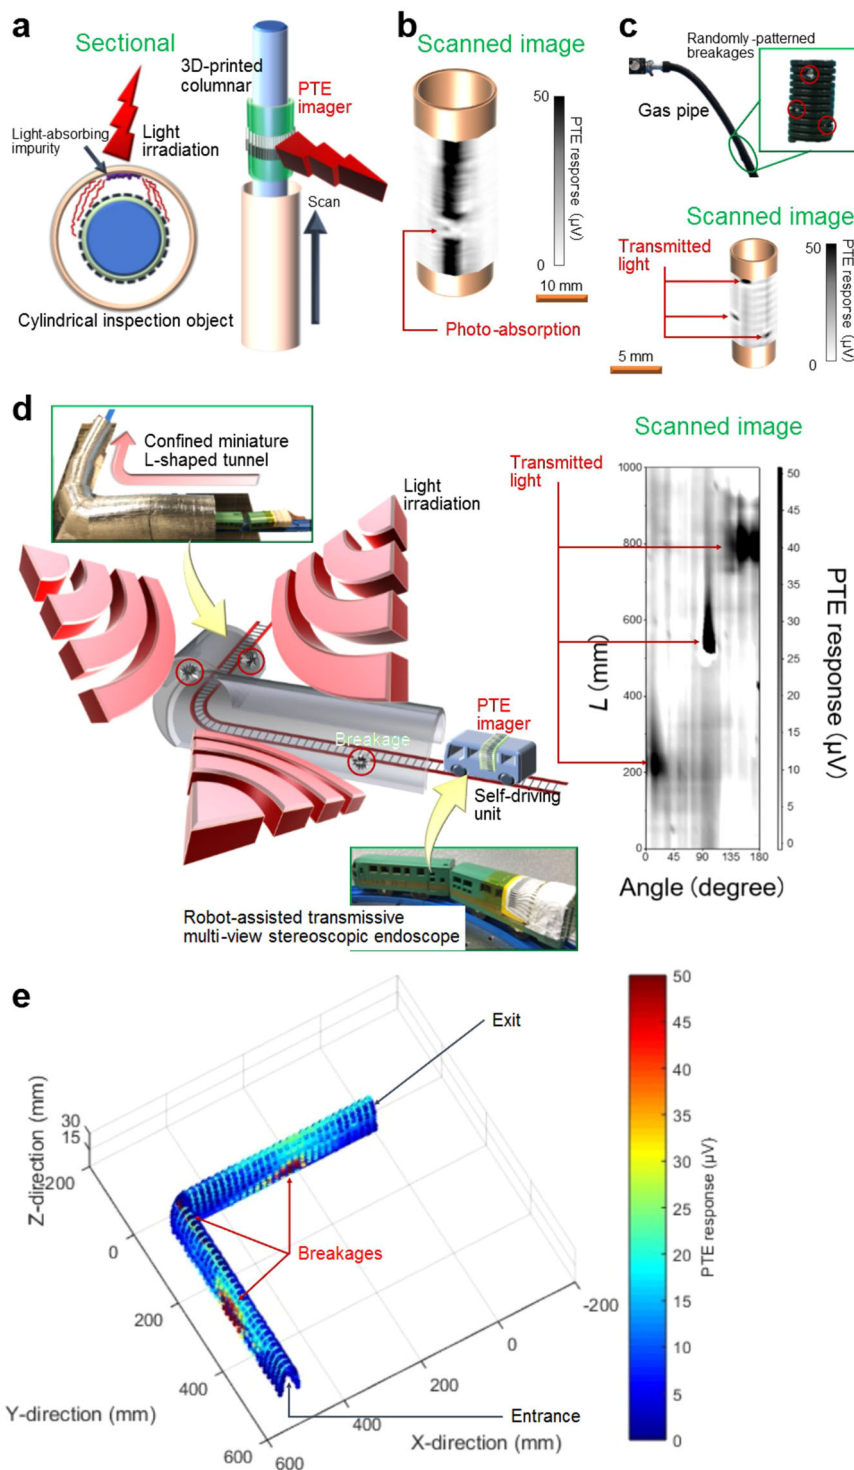 a
Sectional
Light-absorbing
impurity
Light
irradiation
Cylindrical inspection object
3D-printed
columnar
PTE
imager
Scan
b
Scanned image
50
0
PTE response (µV)
10 mm
Photo-absorption
c
Randomly-patterned
breakages
Gas pipe
Scanned image
Transmitted
light
50
0
PTE response (µV)
5 mm
d
Confined miniature
L-shaped tunnel
Light
irradiation
Breakage
PTE
imager
Self-driving
unit
Robot-assisted transmissive
multi-view stereoscopic endoscope
Scanned image
Transmitted
light
1000
800
600
400
200
0
L (mm)
0 45 90 135 180
Angle (degree)
50
45
40
35
30
25
20
15
10
5
0
PTE response (µV)
e
Exit
Z-direction (mm)
30
15
-200
0
200
400
600
Y-direction (mm)
600
400
200
0
-200
X-direction (mm)
Breakages
Entrance
50
45
40
35
30
25
20
15
10
5
0
PTE response (µV)